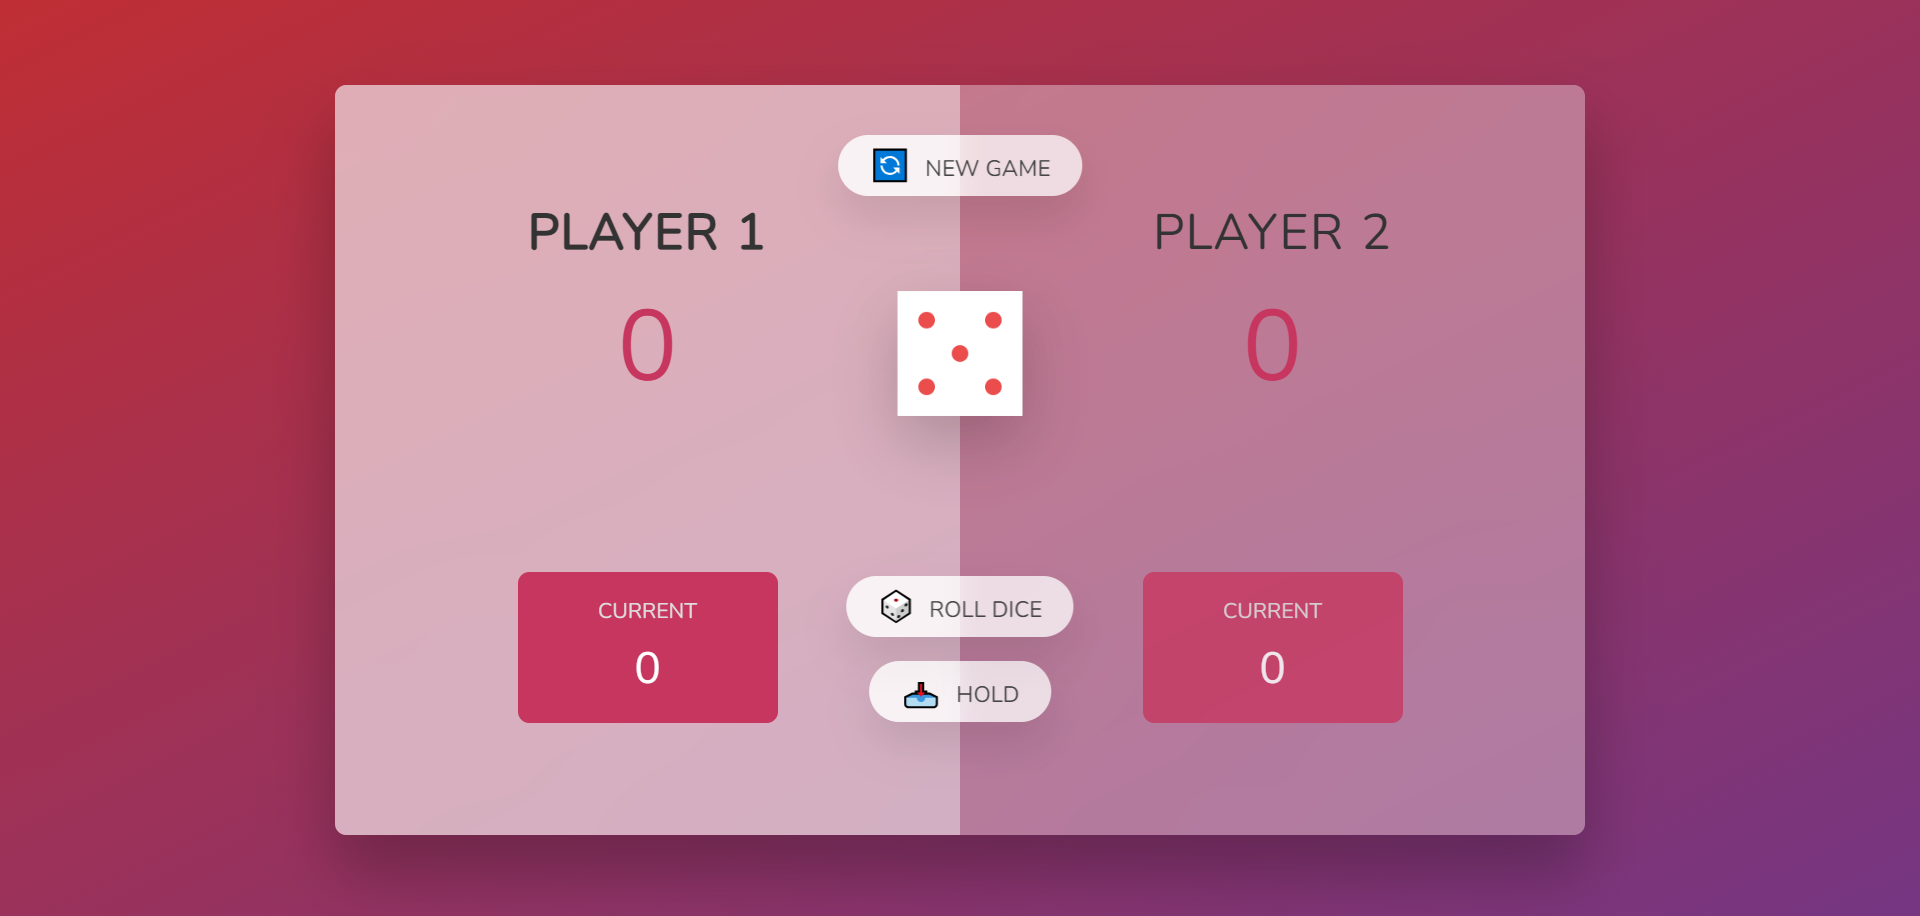 NEW GAME
PLAYER 1
PLAYER 2
0
0
CURRENT
0
ROLL DICE
HOLD
CURRENT
0